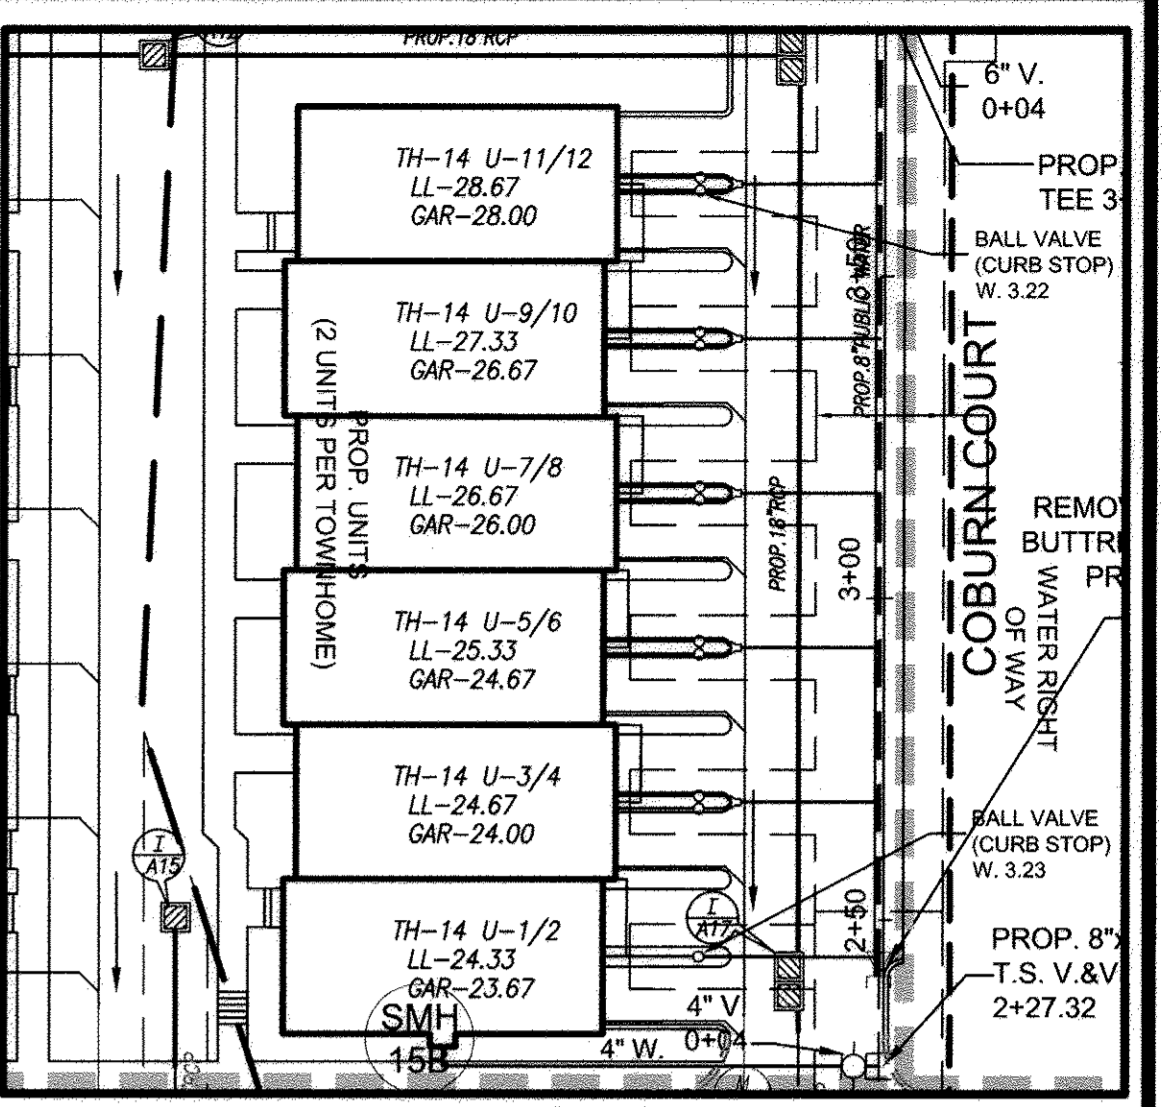 PROP.18"RCP
6" V.
0+04
TH-14 U-11/12
LL-28.67
GAR-28.00
PROP.
TEE 3+
BALL VALVE
(CURB STOP)
W. 3.22
3+50
PROP.8"PUBLIC WATER
TH-14 U-9/10
LL-27.33
GAR-26.67
PROP. UNITS
(2 UNITS PER TOWNHOME)
COBURN COURT
TH-14 U-7/8
LL-26.67
GAR-26.00
PROP.18"RCP
REMO
BUTTR
PR
3+00
WATER RIGHT
OF WAY
TH-14 U-5/6
LL-25.33
GAR-24.67
TH-14 U-3/4
LL-24.67
GAR-24.00
I
A15
BALL VALVE
(CURB STOP)
W. 3.23
I
A17
2+50
TH-14 U-1/2
LL-24.33
GAR-23.67
PROP. 8"x
T.S. V.&V
2+27.32
SMH
15B
4" V
0+04
4" W.
RCP